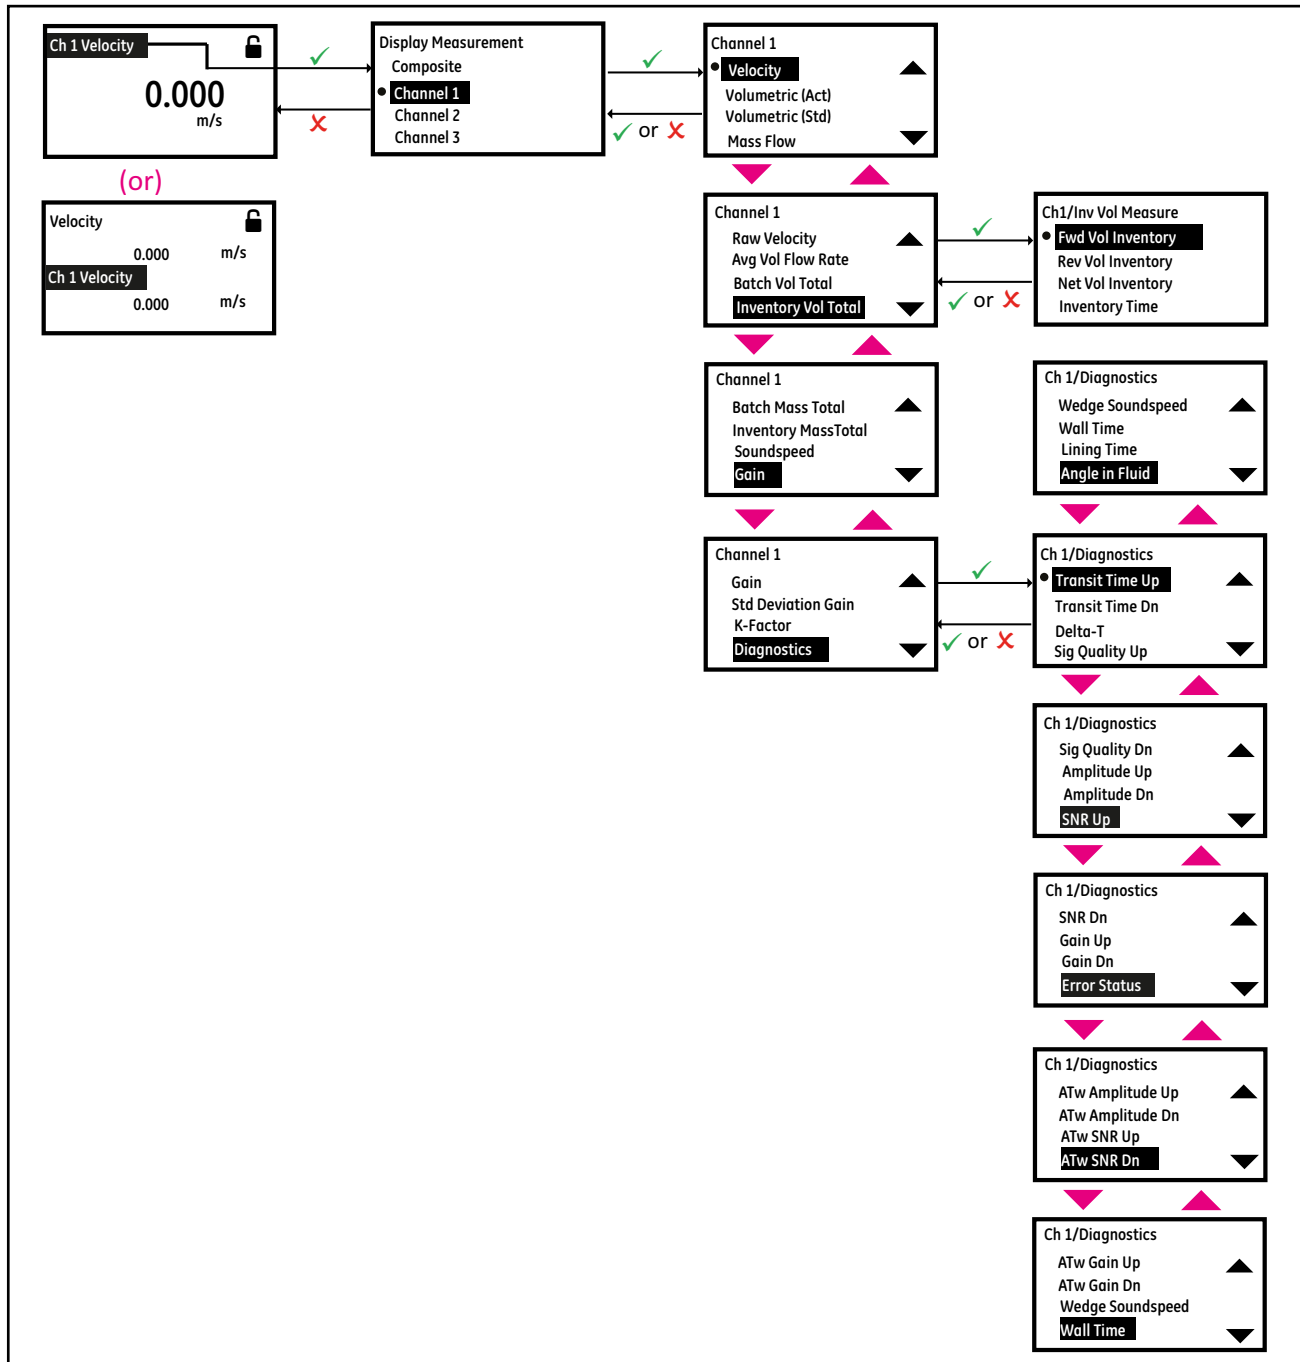 Ch 1 Velocity
0.000
m/s
(or)
Velocity
0.000 m/s
Ch 1 Velocity
0.000 m/s
Display Measurement
Composite
Channel 1
Channel 2
Channel 3
or
Channel 1
Velocity
Volumetric (Act)
Volumetric (Std)
Mass Flow
Channel 1
Raw Velocity
Avg Vol Flow Rate
Batch Vol Total
Inventory Vol Total
or
Ch1/Inv Vol Measure
Fwd Vol Inventory
Rev Vol Inventory
Net Vol Inventory
Inventory Time
Channel 1
Batch Mass Total
Inventory MassTotal
Soundspeed
Gain
Channel 1
Gain
Std Deviation Gain
K-Factor
Diagnostics
or
Ch 1/Diagnostics
Wedge Soundspeed
Wall Time
Lining Time
Angle in Fluid
Ch 1/Diagnostics
Transit Time Up
Transit Time Dn
Delta-T
Sig Quality Up
Ch 1/Diagnostics
Sig Quality Dn
Amplitude Up
Amplitude Dn
SNR Up
Ch 1/Diagnostics
SNR Dn
Gain Up
Gain Dn
Error Status
Ch 1/Diagnostics
ATw Amplitude Up
ATw Amplitude Dn
ATw SNR Up
ATw SNR Dn
Ch 1/Diagnostics
ATw Gain Up
ATw Gain Dn
Wedge Soundspeed
Wall Time